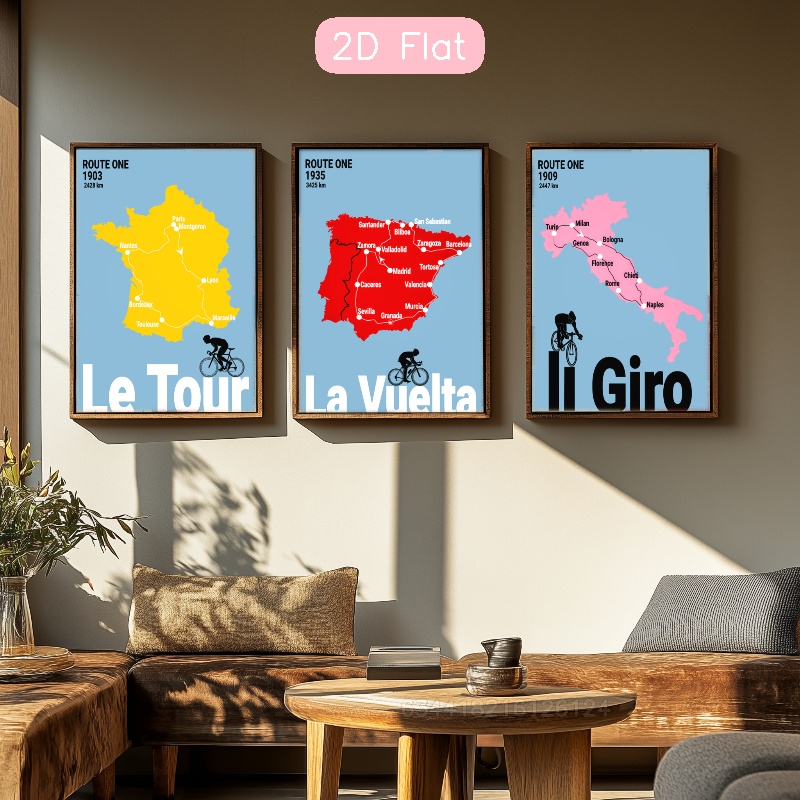 2D Flat
ROUTE ONE
1903
2428 km
Paris
Montgeron
Nantes
Lyon
Bordeaux
Toulouse
Marseille
Le Tour
ROUTE ONE
1935
3425 km
Santander
San Sebastian
Bilboa
Zamora
Valladolid
Zaragoza
Barcelona
Madrid
Tortosa
Caceres
Valencia
Sevilla
Murcia
Granada
La Vuelta
ROUTE ONE
1909
2447 km
Turin
Milan
Genoa
Bologna
Florence
Chieti
Rome
Naples
Il Giro